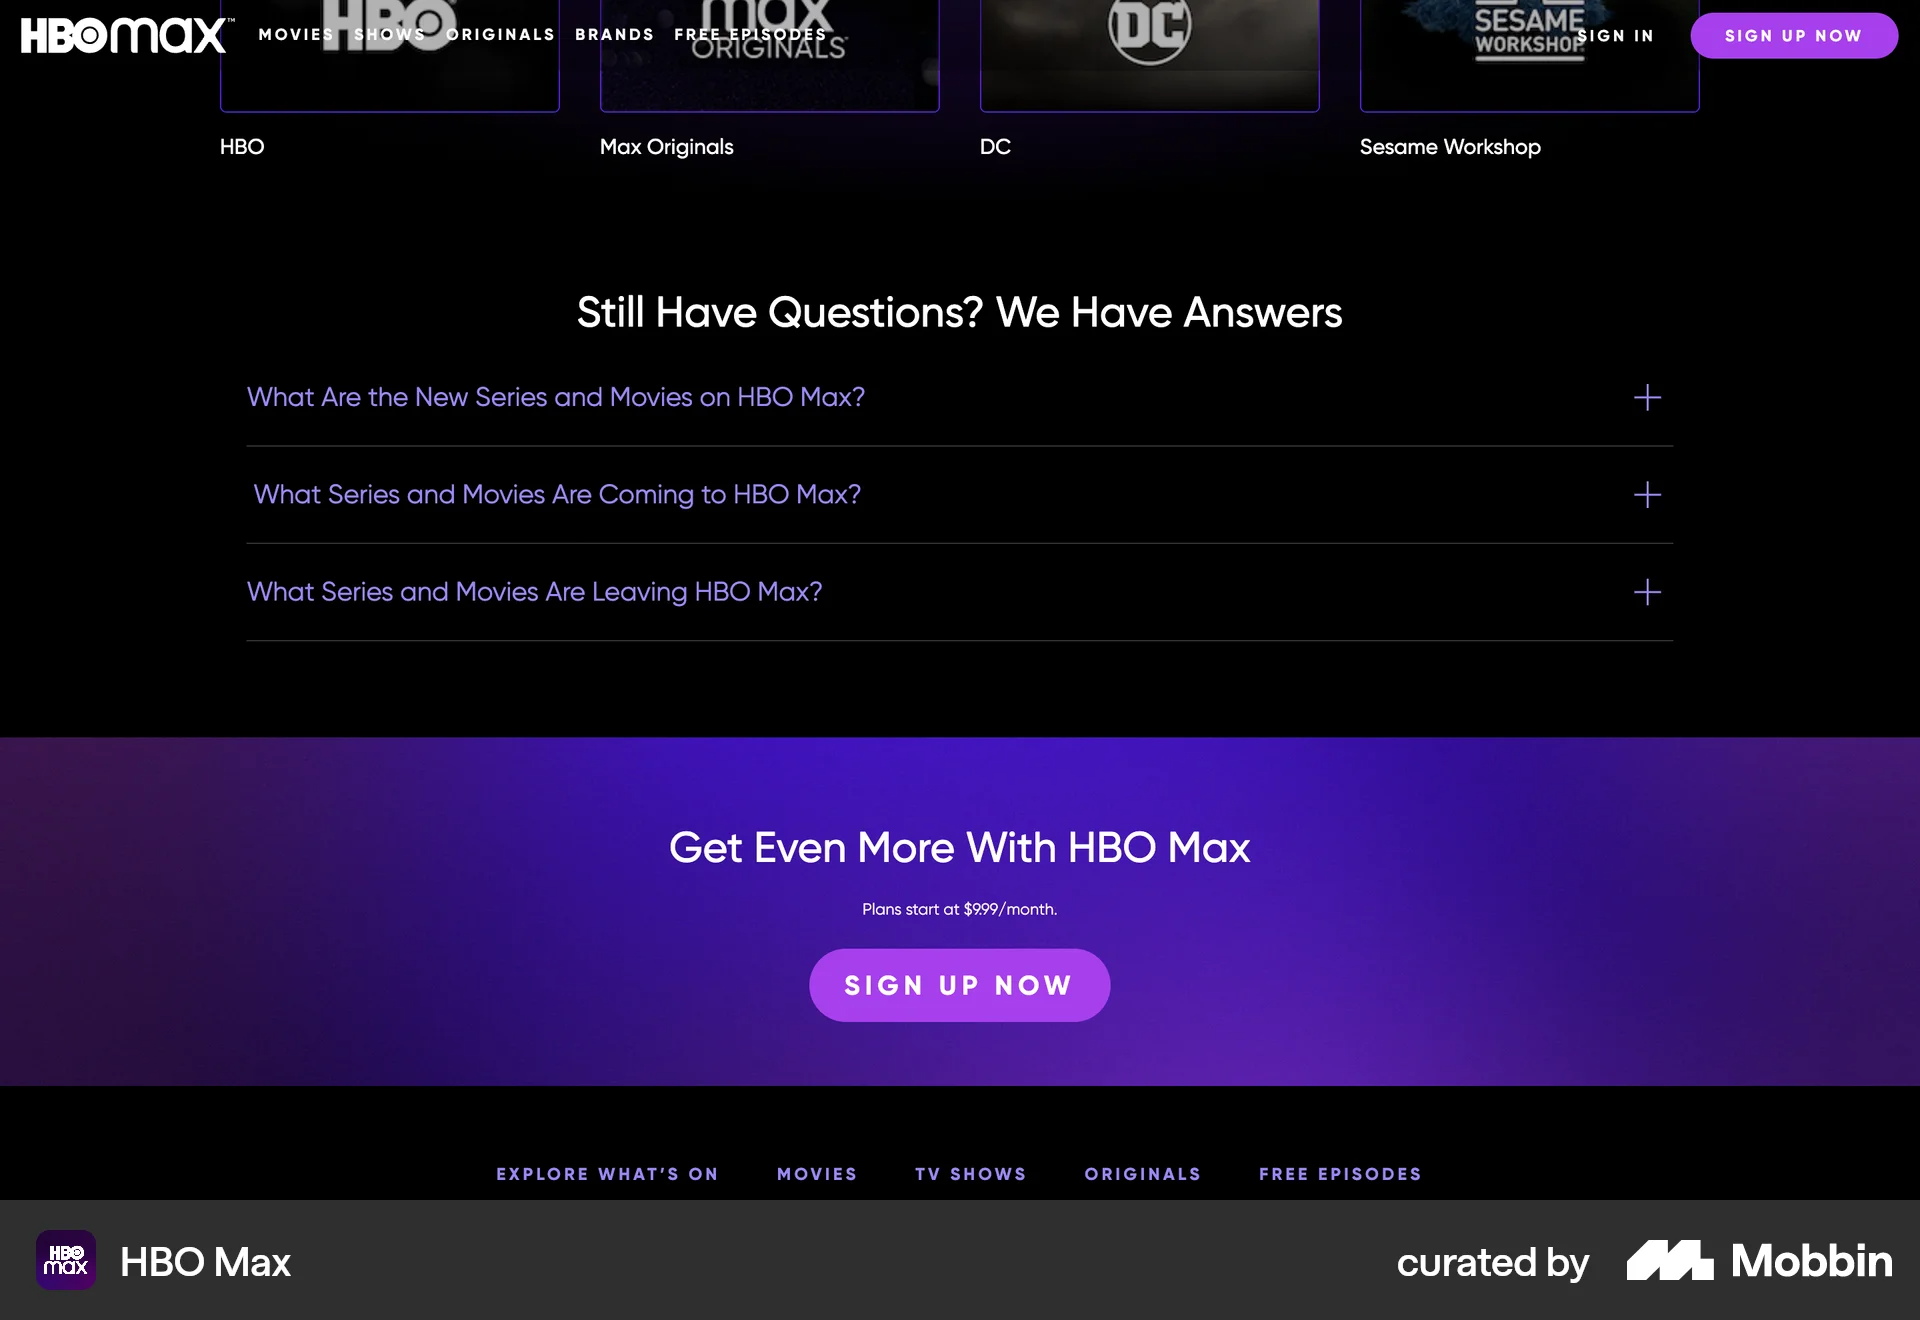 HBOmax™ MOVIES SHOWS ORIGINALS BRANDS FREE EPISODES SIGN IN SIGN UP NOW
HBO
max
ORIGINALS
DC
SESAME
WORKSHOP
HBO
Max Originals
DC
Sesame Workshop
Still Have Questions? We Have Answers
What Are the New Series and Movies on HBO Max?
What Series and Movies Are Coming to HBO Max?
What Series and Movies Are Leaving HBO Max?
Get Even More With HBO Max
Plans start at $9.99/month.
SIGN UP NOW
EXPLORE WHAT'S ON MOVIES TV SHOWS ORIGINALS FREE EPISODES
HBO
max
HBO Max
curated by Mobbin